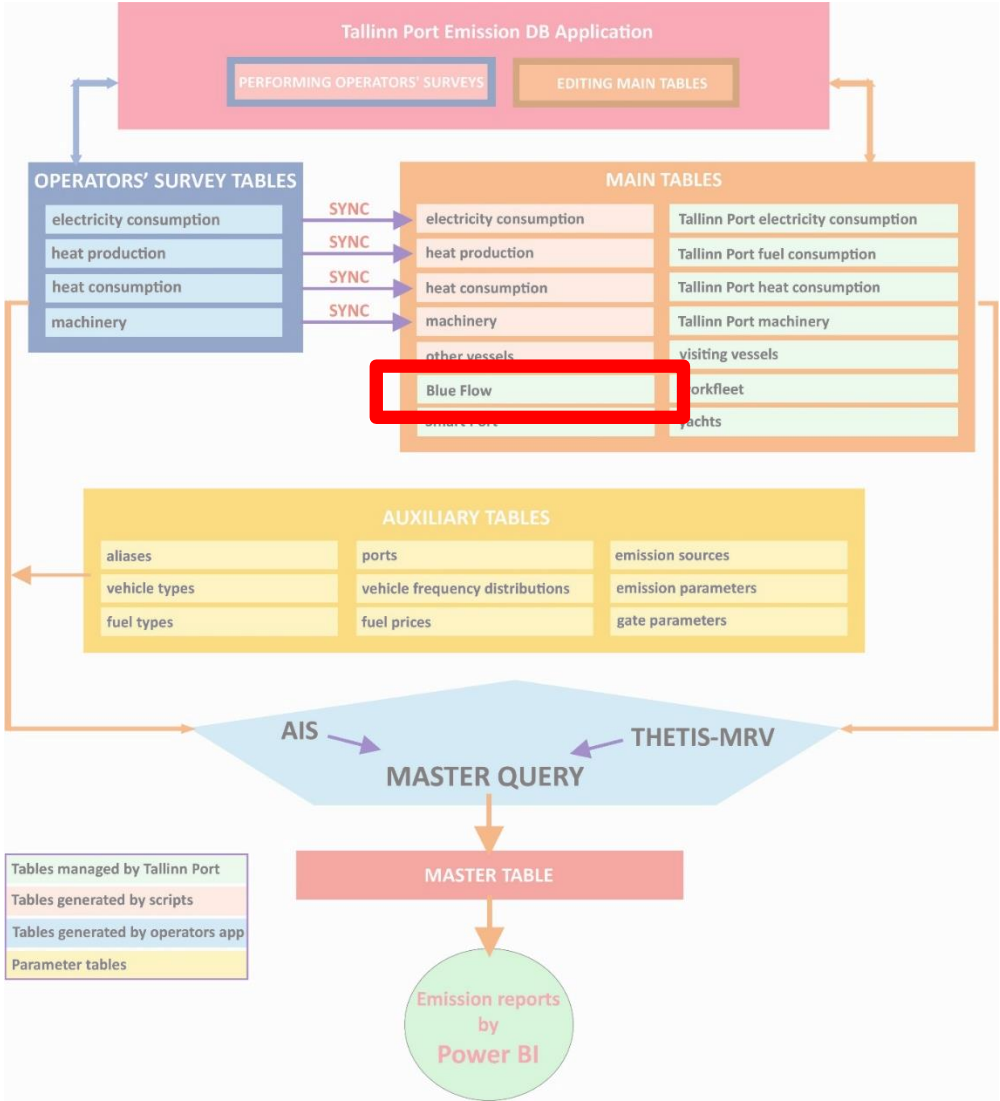 Tallinn Port Emission DB Application
PERFORMING OPERATORS' SURVEYS
EDITING MAIN TABLES
OPERATORS' SURVEY TABLES
electricity consumption
heat production
heat consumption
machinery
SYNC
SYNC
SYNC
SYNC
MAIN TABLES
electricity consumption
heat production
heat consumption
machinery
other vessels
Blue Flow
Smart Port
Tallinn Port electricity consumption
Tallinn Port fuel consumption
Tallinn Port heat consumption
Tallinn Port machinery
visiting vessels
workfleet
yachts
AUXILIARY TABLES
aliases
vehicle types
fuel types
ports
vehicle frequency distributions
fuel prices
emission sources
emission parameters
gate parameters
AIS
THETIS-MRV
MASTER QUERY
MASTER TABLE
Tables managed by Tallinn Port
Tables generated by scripts
Tables generated by operators app
Parameter tables
Emission reports
by
Power BI